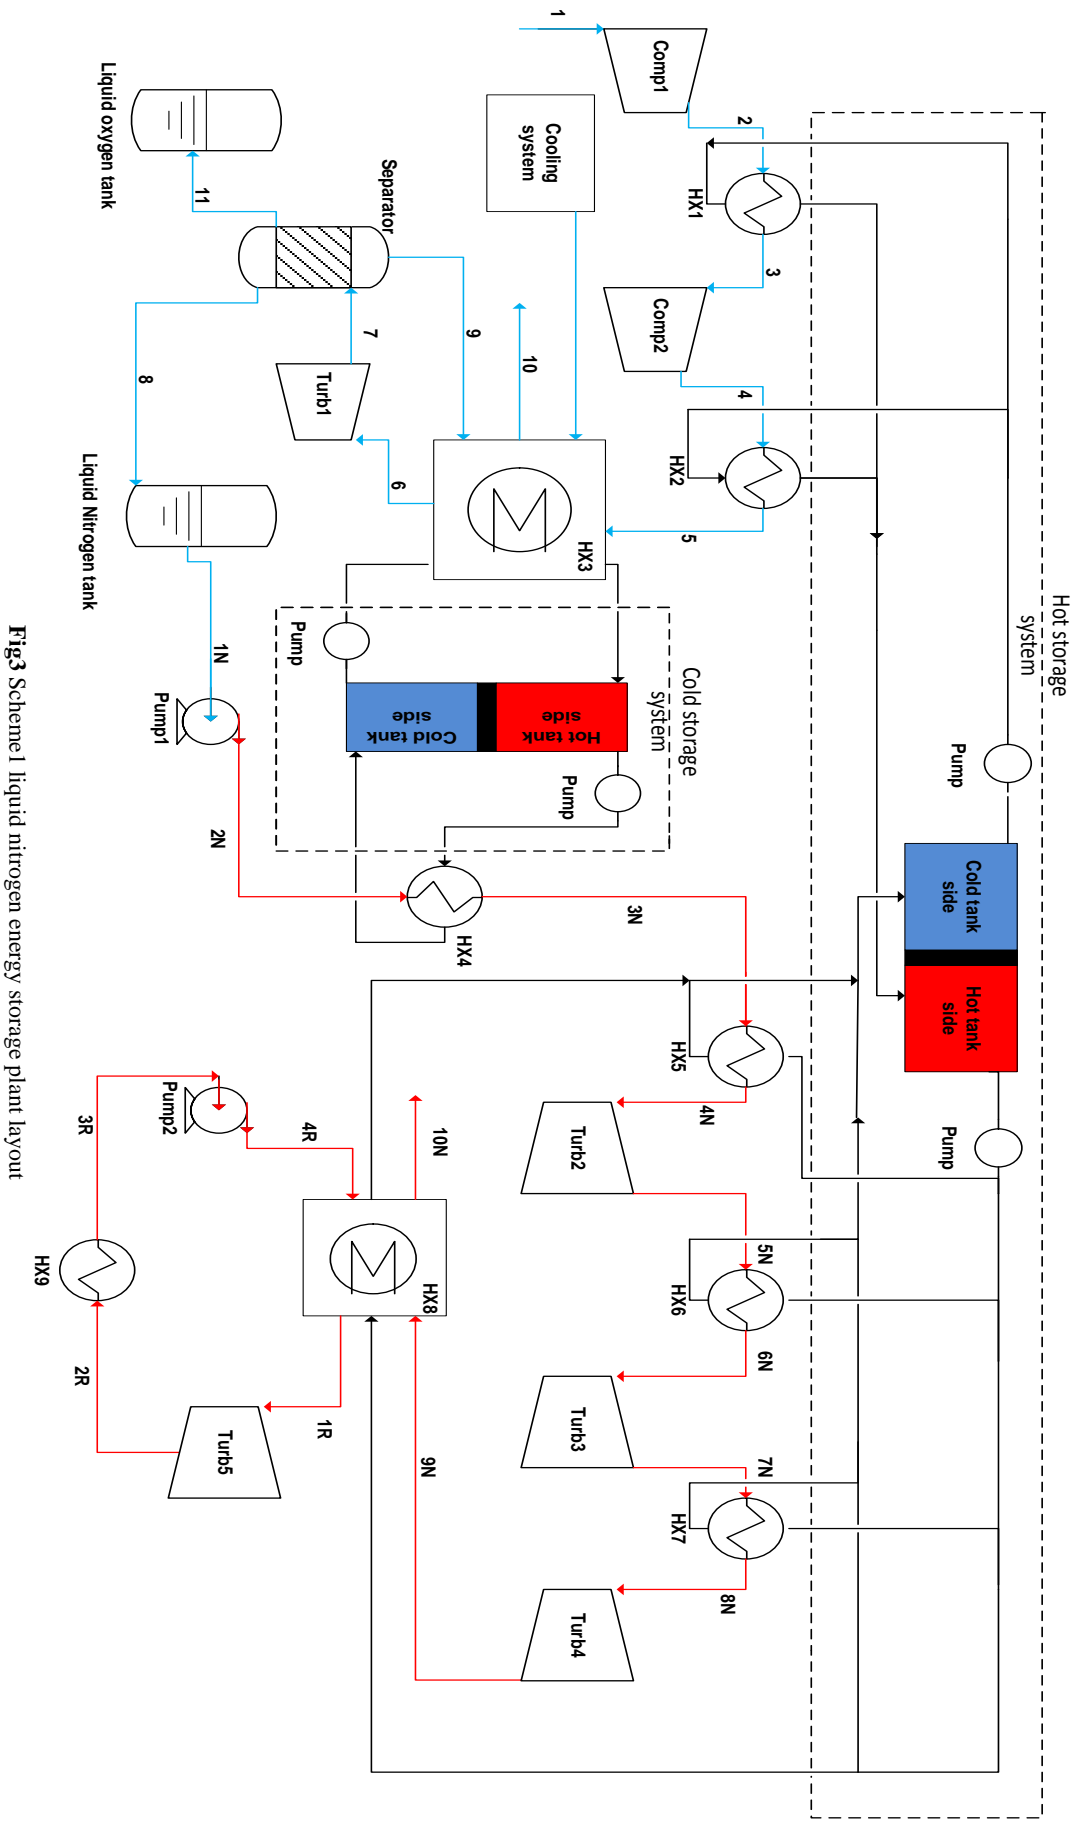 Hot storage
system
1
Comp1
2
HX1
3
Comp2
4
HX2
5
Cooling
system
Liquid oxygen tank
11
Separator
9
10
7
Turb1
6
8
HX3
Liquid Nitrogen tank
1N
Pump1
2N
Pump
Cold storage
system
Cold tank
side
Hot tank
side
Pump
HX4
3N
Pump
Cold tank
side
Hot tank
side
Pump
HX5
4N
Turb2
5N
HX6
6N
Turb3
7N
HX7
8N
Turb4
9N
10N
HX8
4R
Pump2
3R
HX9
2R
Turb5
1R
Fig3 Scheme1 liquid nitrogen energy storage plant layout